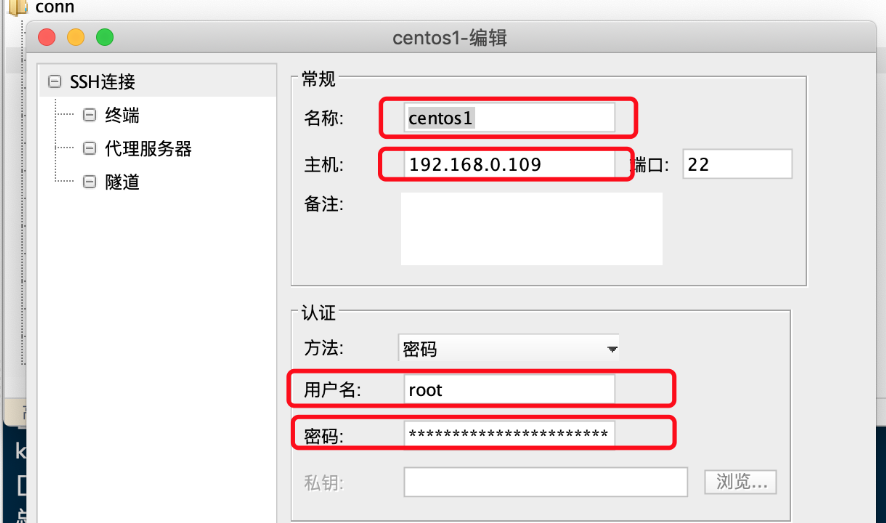 conn
centos1-编辑
SSH连接
终端
代理服务器
隧道
常规
名称: centos1
主机: 192.168.0.109 端口: 22
备注:
认证
方法: 密码
用户名: root
密码: ***********************
私钥: 浏览...
k